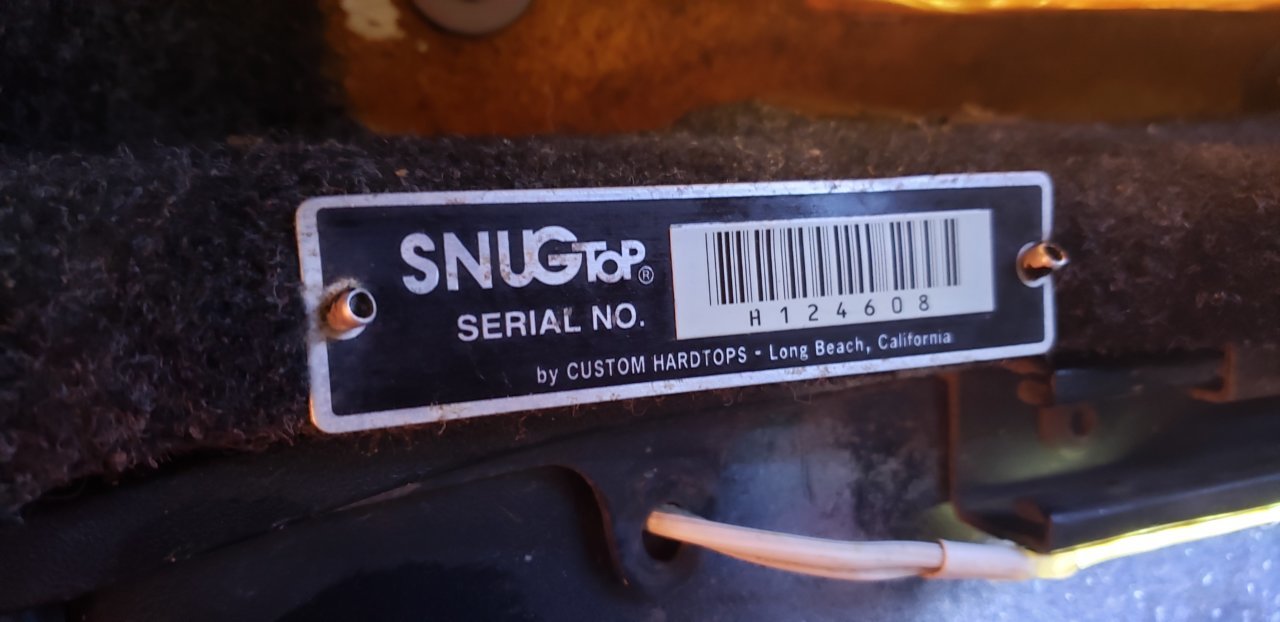 SNUGTOP®
SERIAL NO.
H124608
by CUSTOM HARDTOPS - Long Beach, California